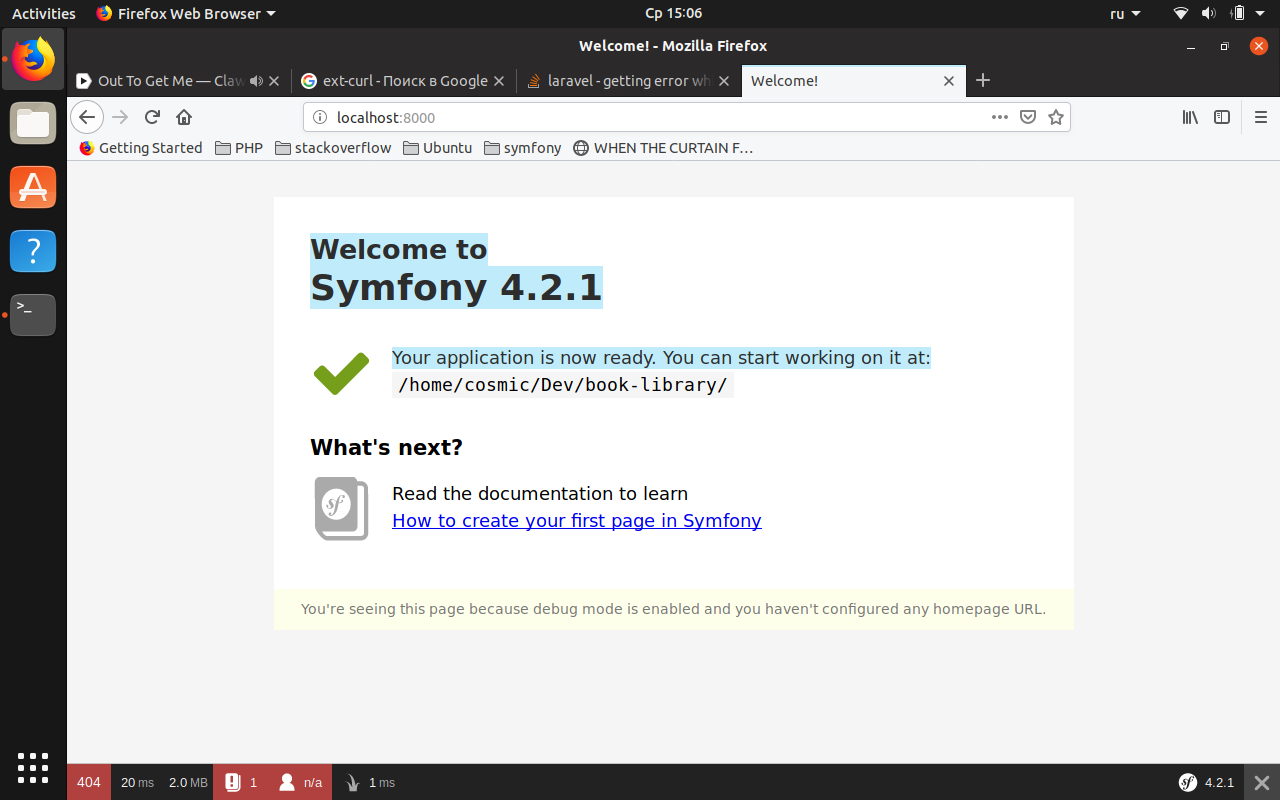 Activities Firefox Web Browser Ср 15:06 ru
Welcome! - Mozilla Firefox
Out To Get Me — Claw ext-curl - Поиск в Google laravel - getting error wh Welcome!
localhost:8000
Getting Started PHP stackoverflow Ubuntu symfony WHEN THE CURTAIN F…
Welcome to
Symfony 4.2.1
Your application is now ready. You can start working on it at:
/home/cosmic/Dev/book-library/
What's next?
sf
Read the documentation to learn
How to create your first page in Symfony
You're seeing this page because debug mode is enabled and you haven't configured any homepage URL.
404 20 ms 2.0 MB 1 n/a 1 ms sf 4.2.1